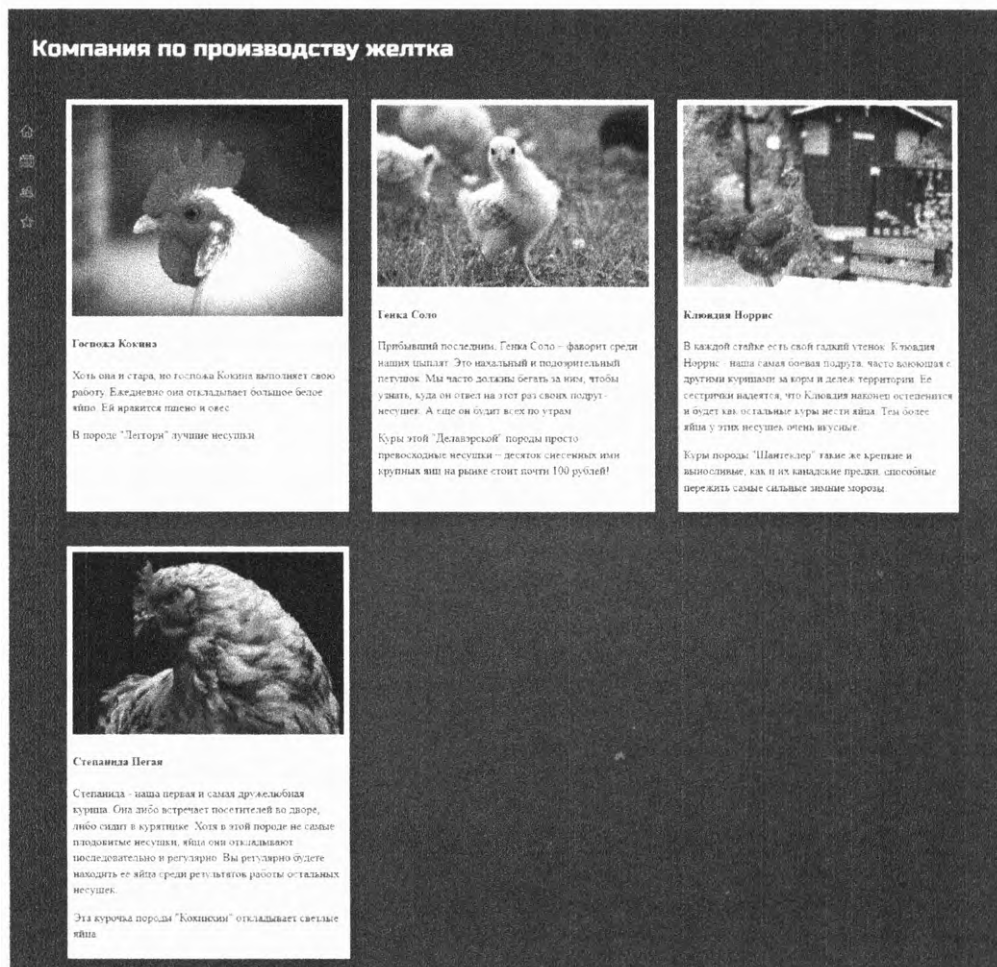 Компания по производству желтка
Госпожа Кокина
Хоть она и стара, но госпожа Кокина выполняет свою
работу. Ежедневно она откладывает большое белое
яйцо. Ей нравится пшено и овес
В породе "Леггорн" лучшие несушки
Генка Соло
Прибывший последним, Генка Соло – фаворит среди
наших цыплят. Это нахальный и подозрительный
петушок. Мы часто должны бегать за ним, чтобы
узнать, куда он отвел на этот раз своих подруг-
несушек. А еще он будит всех по утрам
Куры этой "Делавэрской" породы просто
превосходные несушки – десяток снесенных ими
крупных яиц на рынке стоит почти 100 рублей!
Клювдия Норрис
В каждой стайке есть свой гадкий утенок. Клювдия
Норрис - наша самая боевая подруга, часто воюющая с
другими курицами за корм и дележ территории. Ее
сестрички надеятся, что Клювдия наконец остепенится
и будет как остальные куры нести яйца. Тем более
яйца у этих несушек очень вкусные.
Куры породы "Шантеклер" такие же крепкие и
выносливые, как и их канадские предки, способные
пережить самые сильные зимние морозы.
Степанида Пегая
Степанида - наша первая и самая дружелюбная
курица. Она либо встречает посетителей во дворе,
либо сидит в курятнике. Хотя в этой породе не самые
плодовитые несушки, яйца они откладывают
последовательно и регулярно. Вы регулярно будете
находить ее яйца среди результатов работы остальных
несушек.
Эта курочка породы "Кокинхин" откладывает светлые
яйца